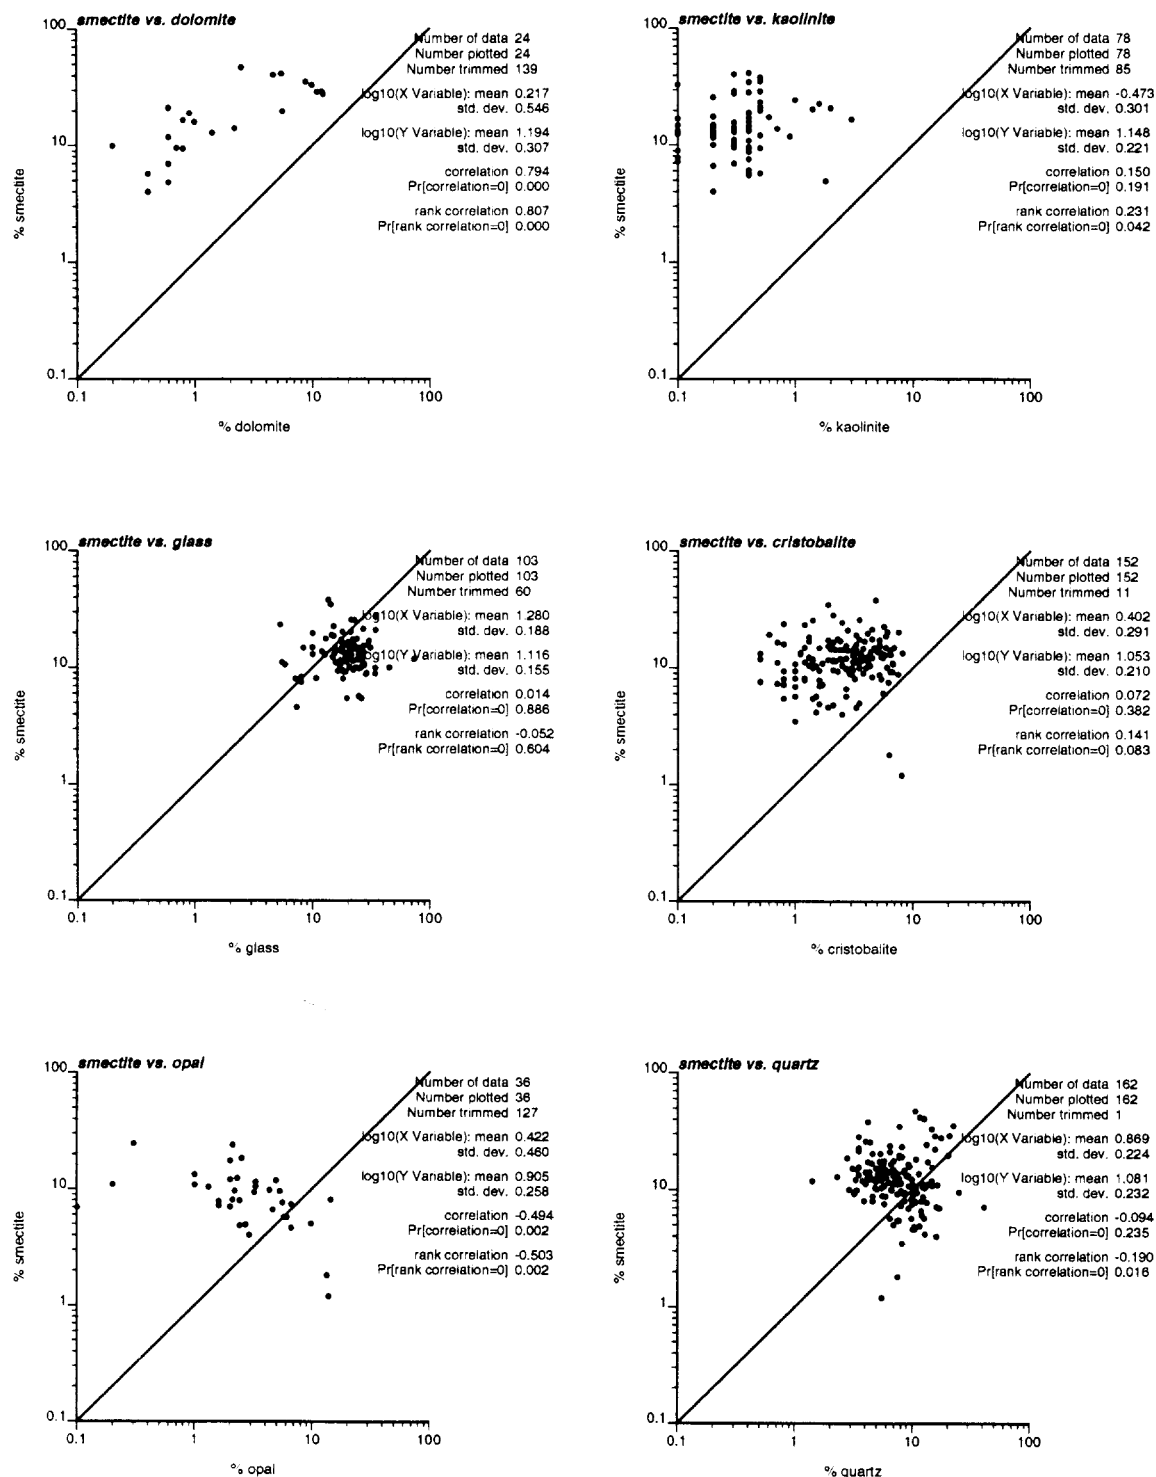 smectite vs. dolomite
100
10
1
0.1
% smectite
Number of data 24
Number plotted 24
Number trimmed 139
log10(X Variable): mean 0.217
std. dev. 0.546
log10(Y Variable): mean 1.194
std. dev. 0.307
correlation 0.794
Pr[correlation=0] 0.000
rank correlation 0.807
Pr[rank correlation=0] 0.000
0.1 1 10 100
% dolomite
smectite vs. kaolinite
100
10
1
0.1
% smectite
Number of data 78
Number plotted 78
Number trimmed 85
log10(X Variable): mean -0.473
std. dev. 0.301
log10(Y Variable): mean 1.148
std. dev. 0.221
correlation 0.150
Pr[correlation=0] 0.191
rank correlation 0.231
Pr[rank correlation=0] 0.042
0.1 1 10 100
% kaolinite
smectite vs. glass
100
10
1
0.1
% smectite
Number of data 103
Number plotted 103
Number trimmed 60
log10(X Variable): mean 1.280
std. dev. 0.188
log10(Y Variable): mean 1.116
std. dev. 0.155
correlation 0.014
Pr[correlation=0] 0.886
rank correlation -0.052
Pr[rank correlation=0] 0.604
0.1 1 10 100
% glass
smectite vs. cristobalite
100
10
1
0.1
% smectite
Number of data 152
Number plotted 152
Number trimmed 11
log10(X Variable): mean 0.402
std. dev. 0.291
log10(Y Variable): mean 1.053
std. dev. 0.210
correlation 0.072
Pr[correlation=0] 0.382
rank correlation 0.141
Pr[rank correlation=0] 0.083
0.1 1 10 100
% cristobalite
smectite vs. opal
100
10
1
0.1
% smectite
Number of data 36
Number plotted 36
Number trimmed 127
log10(X Variable): mean 0.422
std. dev. 0.460
log10(Y Variable): mean 0.905
std. dev. 0.258
correlation -0.494
Pr[correlation=0] 0.002
rank correlation -0.503
Pr[rank correlation=0] 0.002
0.1 1 10 100
% opal
smectite vs. quartz
100
10
1
0.1
% smectite
Number of data 162
Number plotted 162
Number trimmed 1
log10(X Variable): mean 0.869
std. dev. 0.224
log10(Y Variable): mean 1.081
std. dev. 0.232
correlation -0.094
Pr[correlation=0] 0.235
rank correlation -0.190
Pr[rank correlation=0] 0.016
0.1 1 10 100
% quartz